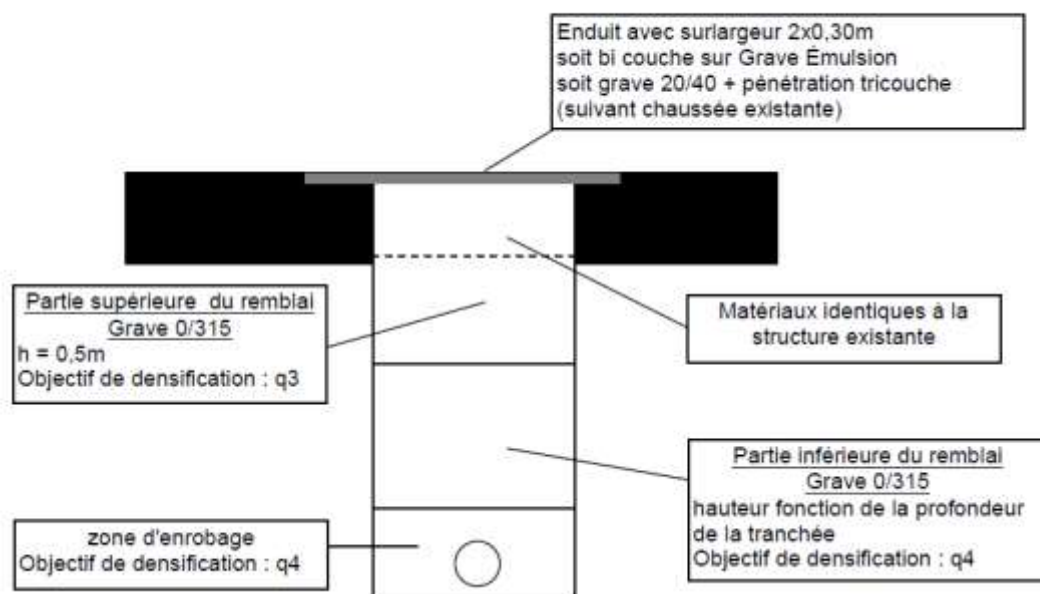 Enduit avec surlargeur 2x0,30m
soit bi couche sur Grave Émulsion
soit grave 20/40 + pénétration tricouche
(suivant chaussée existante)
Partie supérieure du remblai
Grave 0/315
h = 0,5m
Objectif de densification : q3
Matériaux identiques à la
structure existante
Partie inférieure du remblai
Grave 0/315
hauteur fonction de la profondeur
de la tranchée
Objectif de densification : q4
zone d'enrobage
Objectif de densification : q4